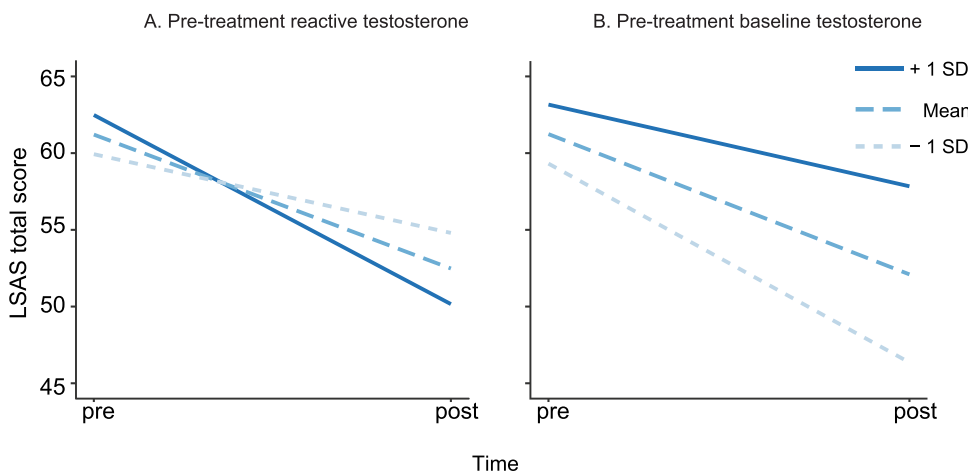 A. Pre-treatment reactive testosterone
B. Pre-treatment baseline testosterone
LSAS total score
65
60
55
50
45
pre
post
pre
post
+ 1 SD
Mean
− 1 SD
Time